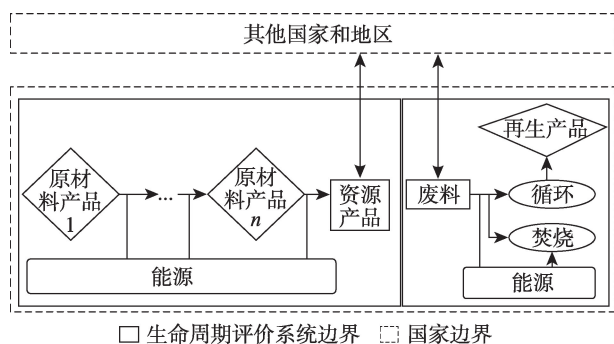 其他国家和地区
再生产品
原材
料产品
1
...
原材
料产品
n
资源
产品
废料
循环
焚烧
能源
能源
生命周期评价系统边界 国家边界